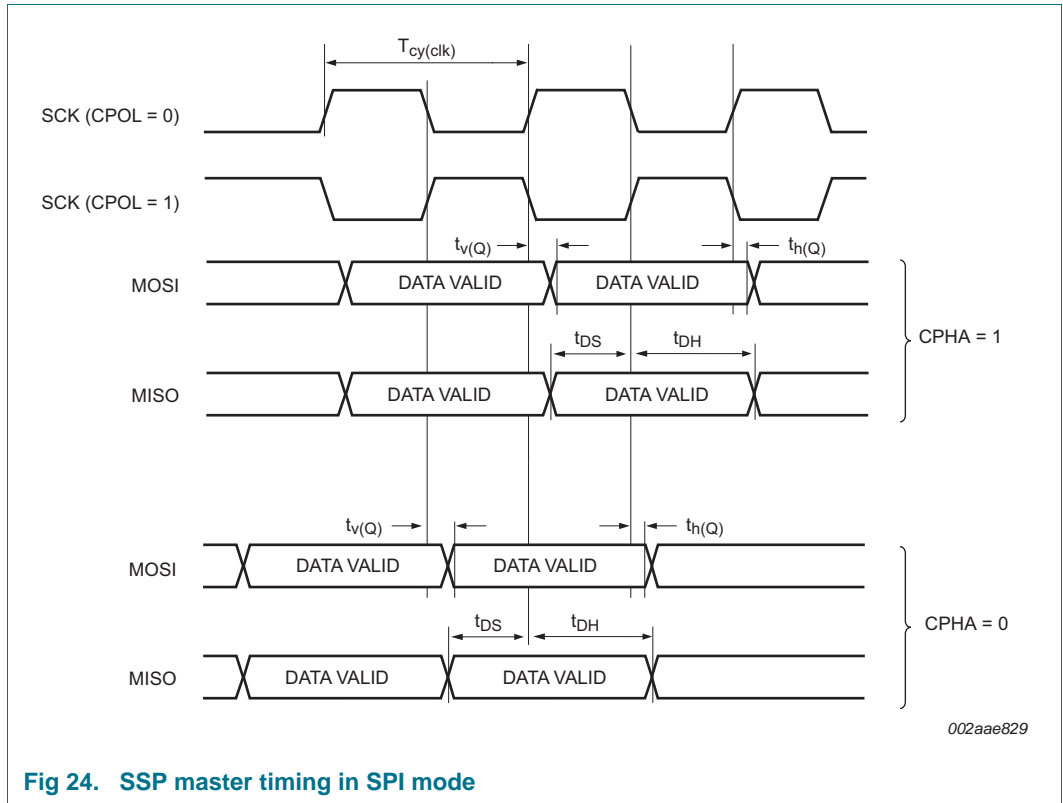 Tcy(clk)
SCK (CPOL = 0)
SCK (CPOL = 1)
tv(Q)
th(Q)
MOSI
DATA VALID
DATA VALID
tDS
tDH
CPHA = 1
MISO
DATA VALID
DATA VALID
tv(Q)
th(Q)
MOSI
DATA VALID
DATA VALID
tDS
tDH
CPHA = 0
MISO
DATA VALID
DATA VALID
002aae829
Fig 24. SSP master timing in SPI mode